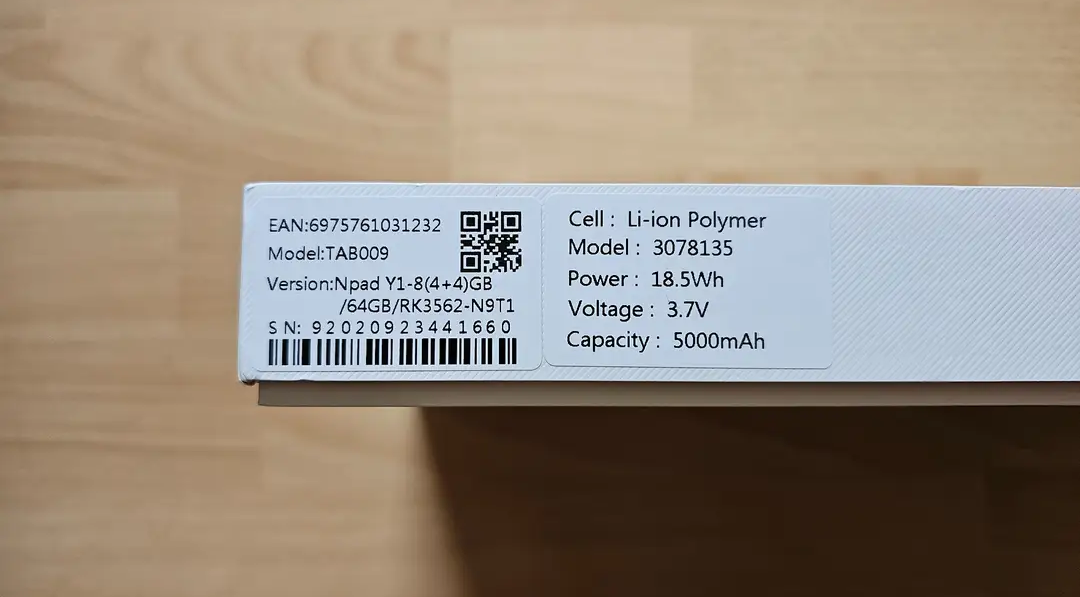 EAN:6975761031232
Model:TAB009
Version:Npad Y1-8(4+4)GB
/64GB/RK3562-N9T1
SN: 92020923441660
Cell : Li-ion Polymer
Model : 3078135
Power : 18.5Wh
Voltage : 3.7V
Capacity : 5000mAh